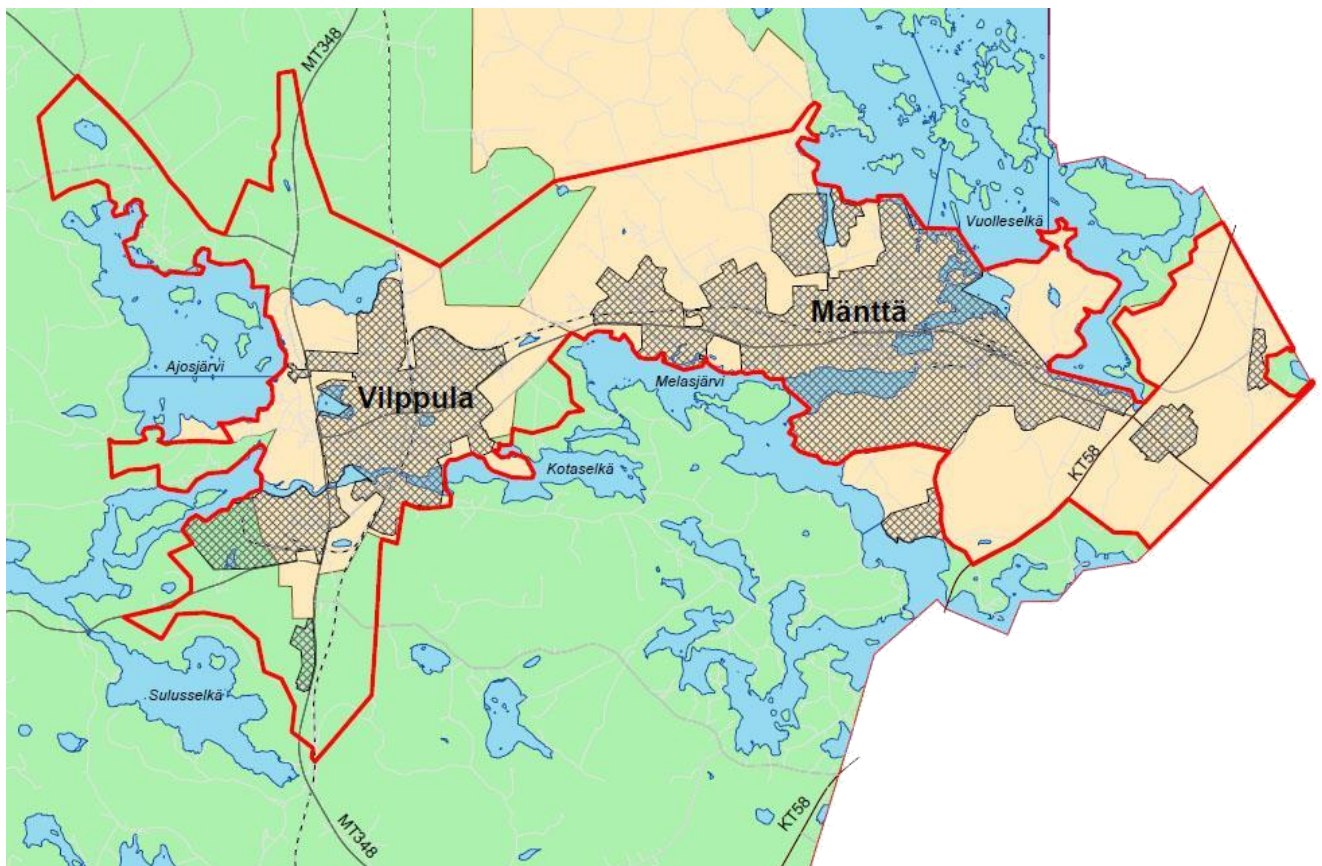 MT348
Vuolleselkä
Mänttä
Ajosjärvi
Melasjärvi
Vilppula
KT58
Kotaselkä
Sulusselkä
KT58
MT348